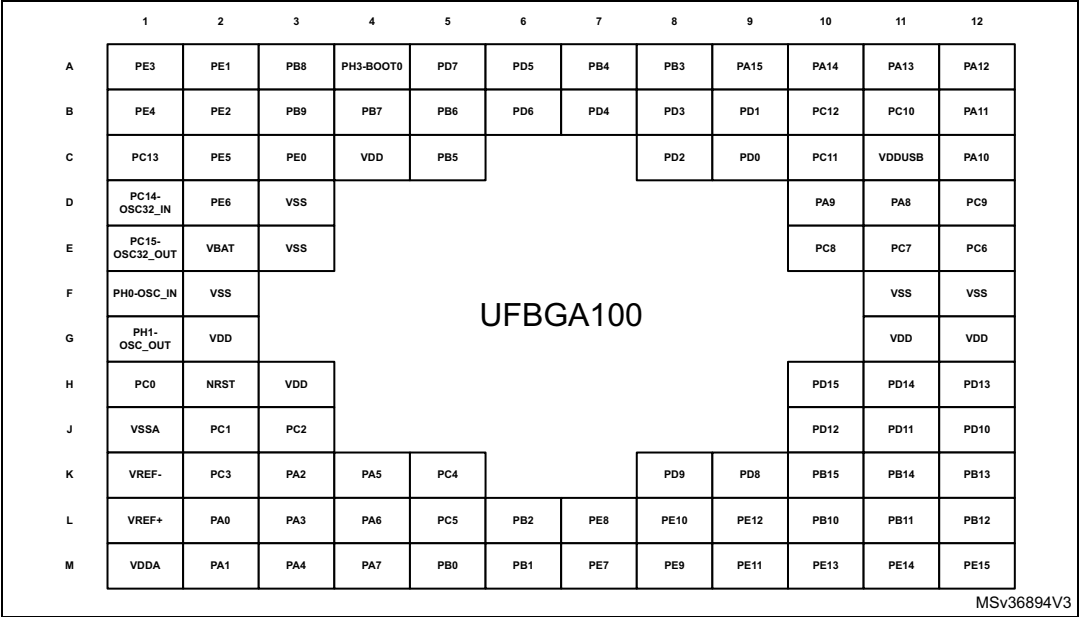 1 2 3 4 5 6 7 8 9 10 11 12
A PE3 PE1 PB8 PH3-BOOT0 PD7 PD5 PB4 PB3 PA15 PA14 PA13 PA12
B PE4 PE2 PB9 PB7 PB6 PD6 PD4 PD3 PD1 PC12 PC10 PA11
C PC13 PE5 PE0 VDD PB5 PD2 PD0 PC11 VDDUSB PA10
D PC14-
OSC32_IN PE6 VSS PA9 PA8 PC9
E PC15-
OSC32_OUT VBAT VSS PC8 PC7 PC6
F PH0-OSC_IN VSS VSS VSS
UFBGA100
G PH1-
OSC_OUT VDD VDD VDD
H PC0 NRST VDD PD15 PD14 PD13
J VSSA PC1 PC2 PD12 PD11 PD10
K VREF- PC3 PA2 PA5 PC4 PD9 PD8 PB15 PB14 PB13
L VREF+ PA0 PA3 PA6 PC5 PB2 PE8 PE10 PE12 PB10 PB11 PB12
M VDDA PA1 PA4 PA7 PB0 PB1 PE7 PE9 PE11 PE13 PE14 PE15
MSv36894V3